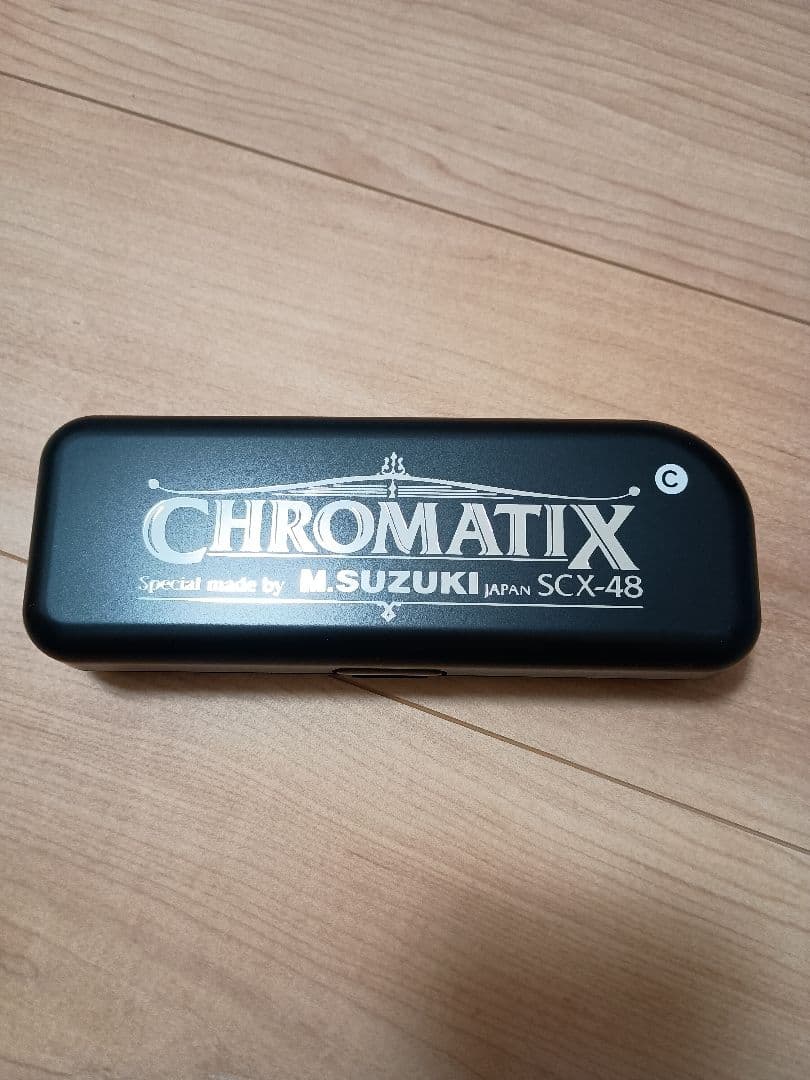 C
CHROMATIX
Special made by M.SUZUKI JAPAN SCX-48